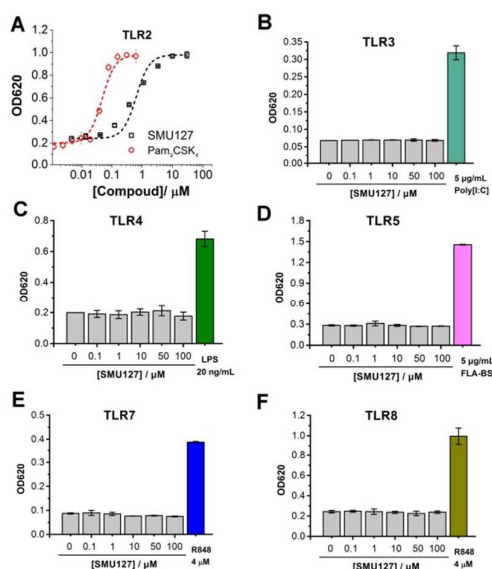 A
TLR2
OD620
1.2
1.0
0.8
0.6
0.4
0.2
0.0
0.01 0.1 1 10
[Compoud]/ μM
SMU127
Pam₃CSK₄
B
TLR3
OD620
0.35
0.30
0.25
0.20
0.15
0.10
0.05
0.00
0 0.1 1 10 50 100
[SMU127] / μM
5 μg/mL
Poly[I:C]
C
TLR4
OD620
0.8
0.6
0.4
0.2
0.0
0 0.1 1 10 50 100
[SMU127] / μM
LPS
20 ng/mL
D
TLR5
OD620
1.8
1.5
1.2
0.9
0.6
0.3
0.0
0 0.1 1 10 50 100
[SMU127] / μM
5 μg/mL
FLA-BS
E
TLR7
OD620
0.5
0.4
0.3
0.2
0.1
0.0
0 0.1 1 10 50 100
[SMU127] / μM
R848
4 μM
F
TLR8
OD620
1.2
1.0
0.8
0.6
0.4
0.2
0.0
0 0.1 1 10 50 100
[SMU127] / μM
R848
4 μM